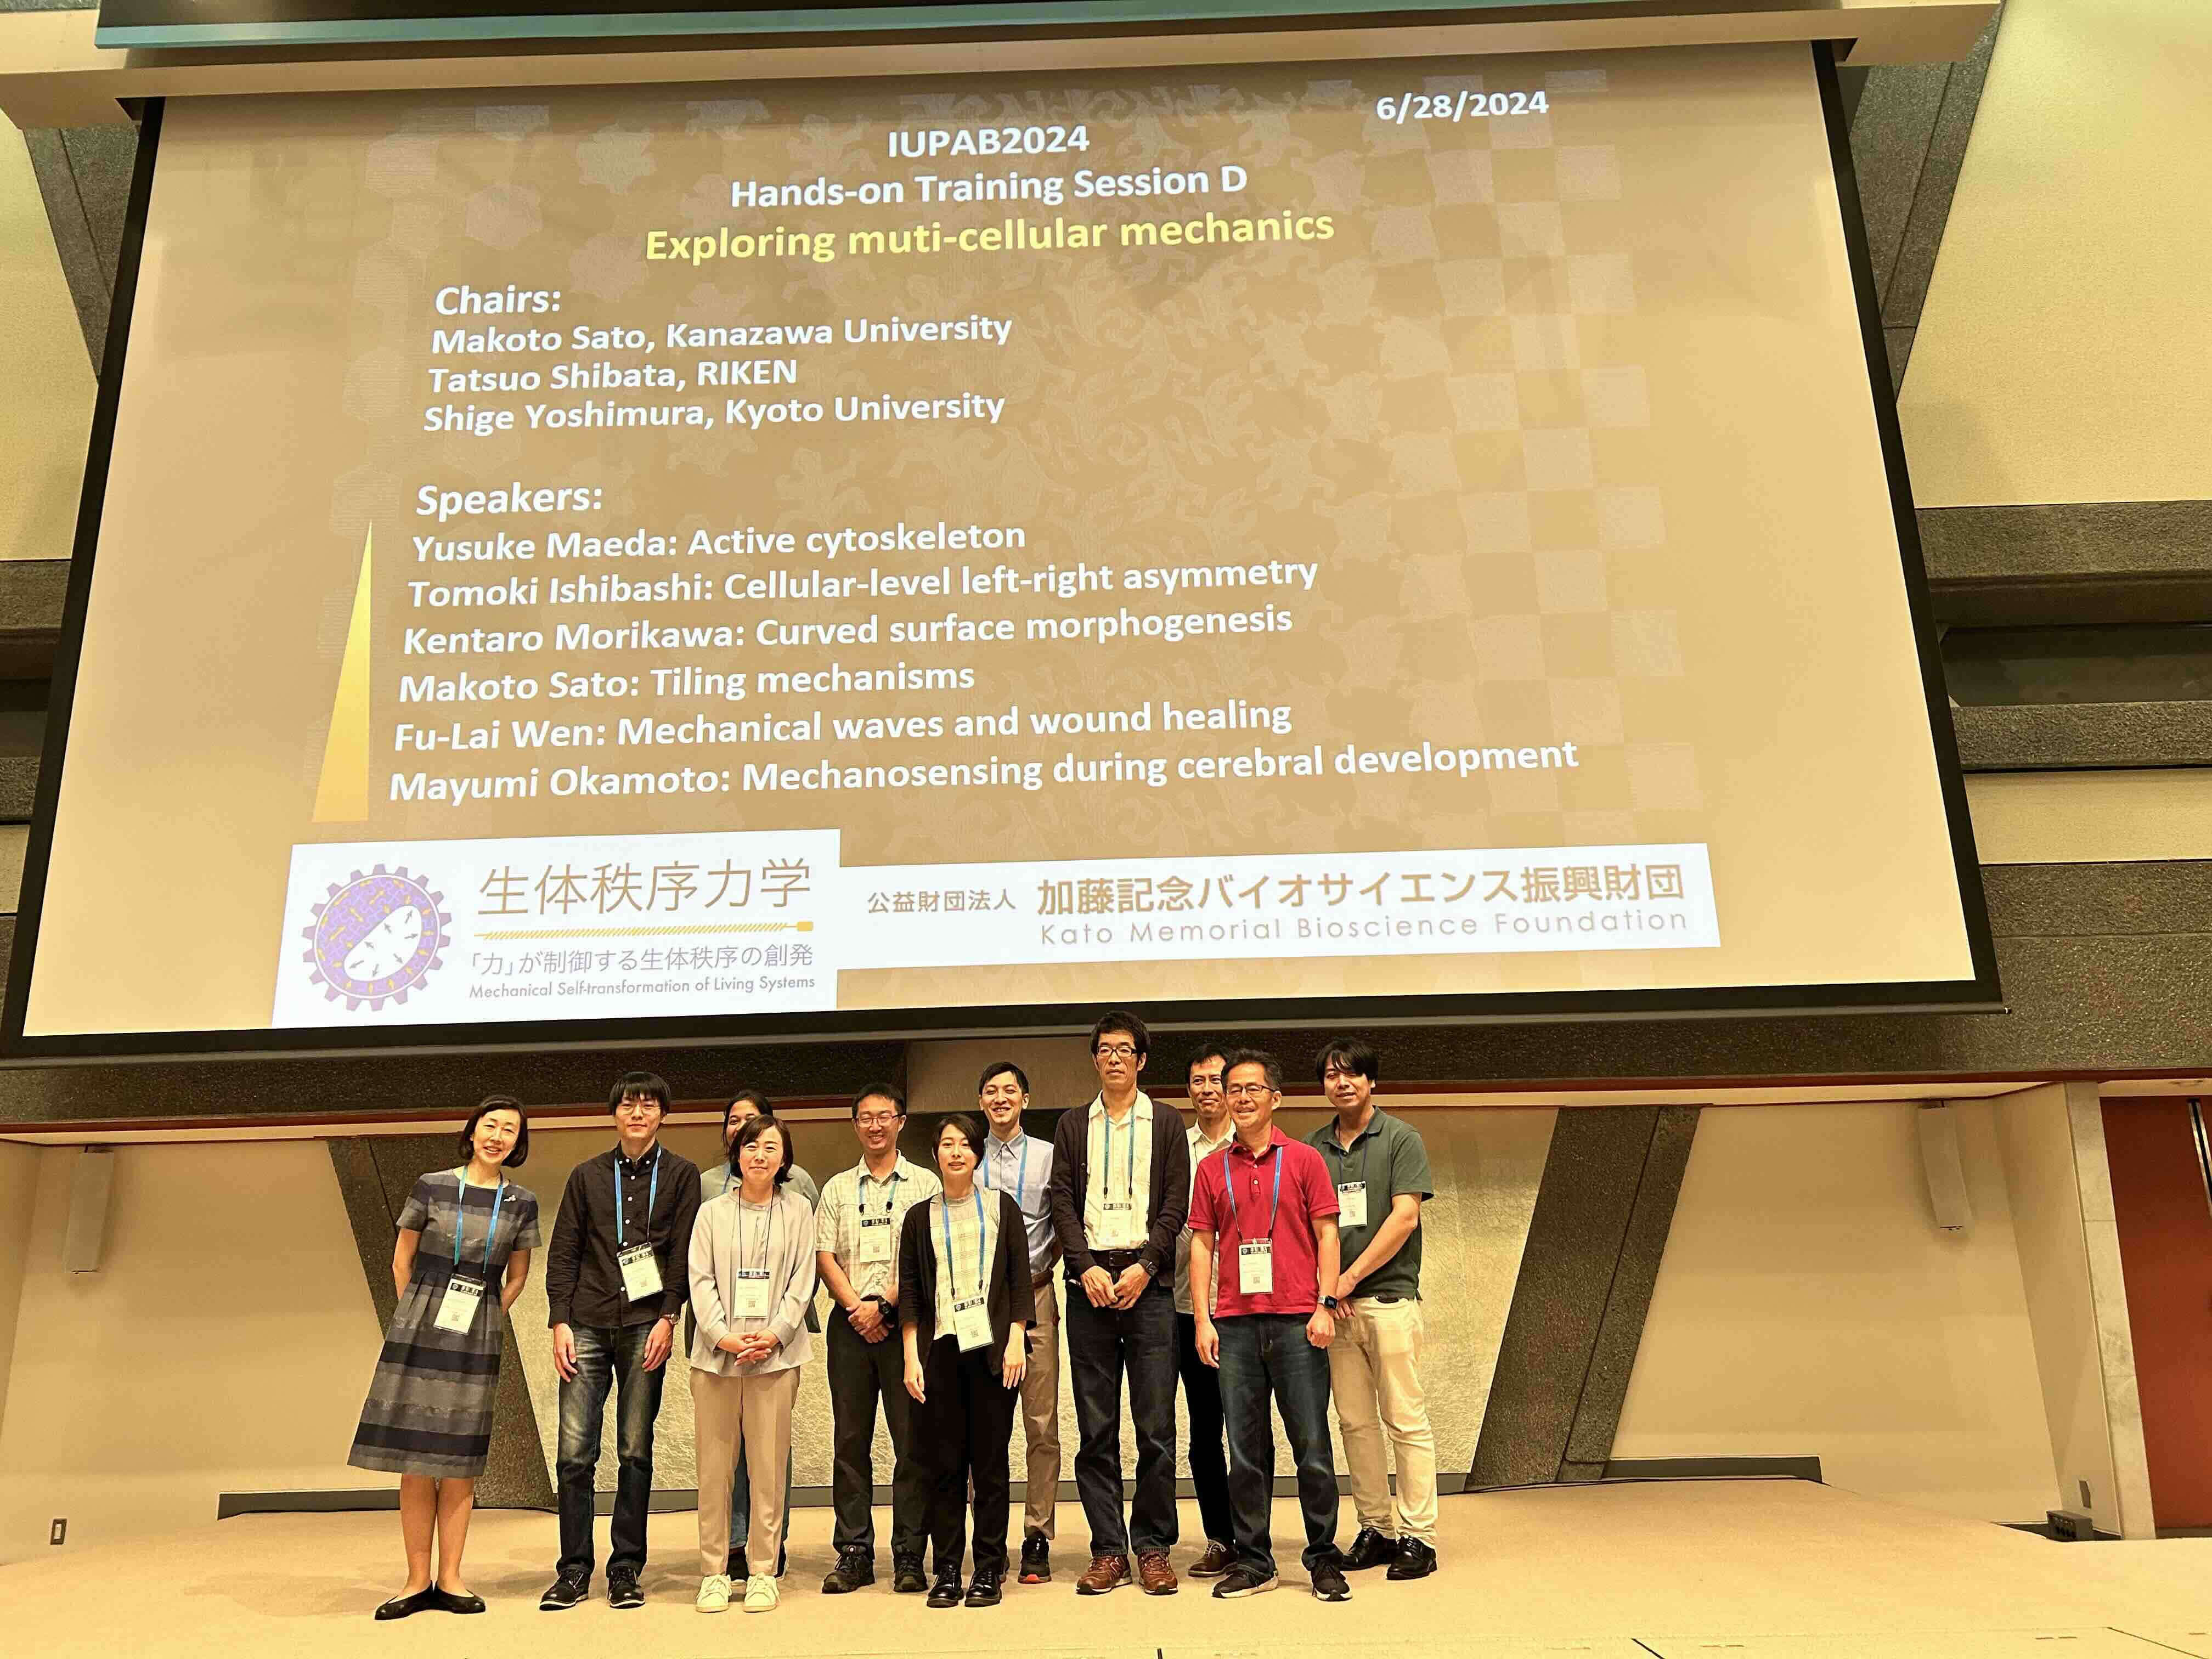 6/28/2024
IUPAB2024
Hands-on Training Session D
Exploring muti-cellular mechanics
Chairs:
Makoto Sato, Kanazawa University
Tatsuo Shibata, RIKEN
Shige Yoshimura, Kyoto University
Speakers:
Yusuke Maeda: Active cytoskeleton
Tomoki Ishibashi: Cellular-level left-right asymmetry
Kentaro Morikawa: Curved surface morphogenesis
Makoto Sato: Tiling mechanisms
Fu-Lai Wen: Mechanical waves and wound healing
Mayumi Okamoto: Mechanosensing during cerebral development
生体秩序力学
「力」が制御する生体秩序の創発
Mechanical Self-transformation of Living Systems
公益財団法人 加藤記念バイオサイエンス振興財団
Kato Memorial Bioscience Foundation